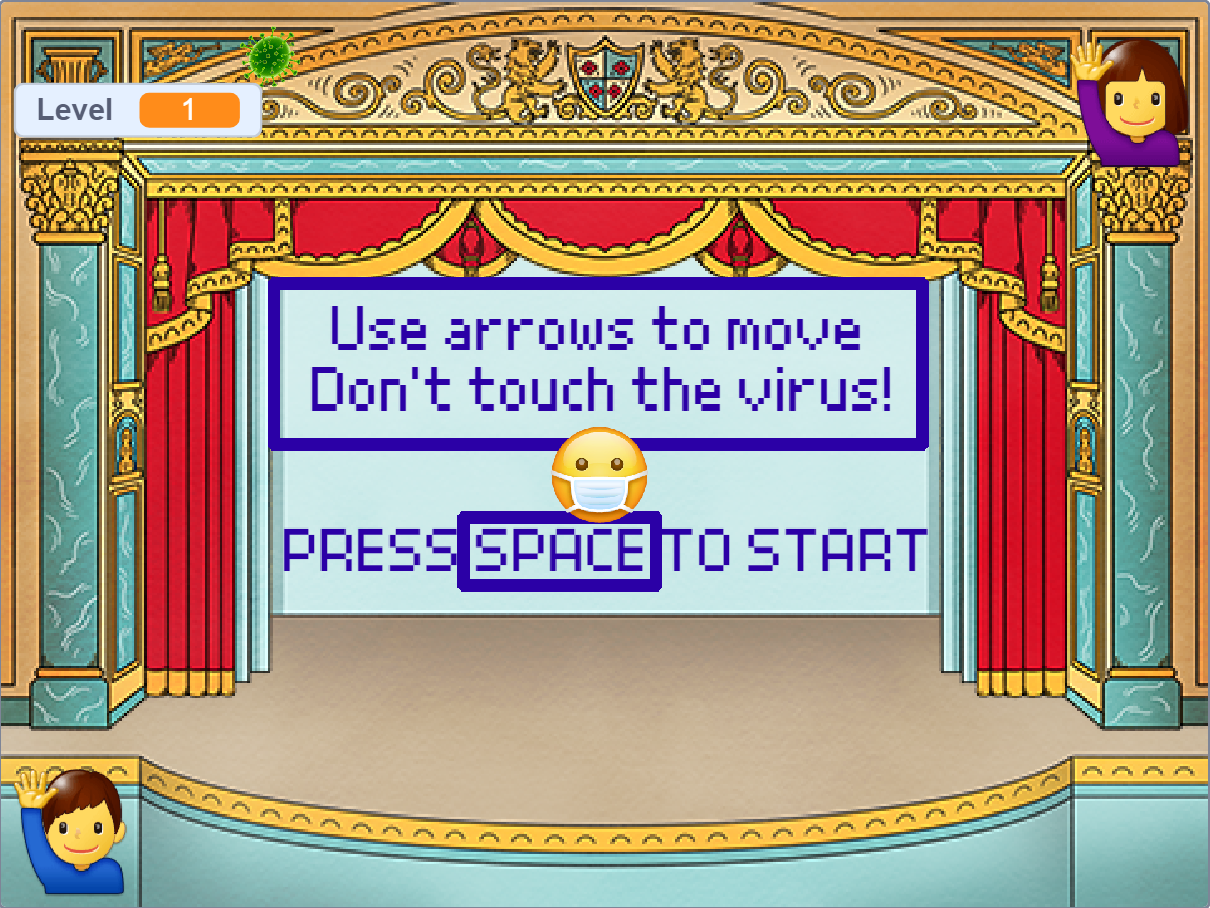 Level 1
Use arrows to move
Don't touch the virus!
PRESS SPACE TO START